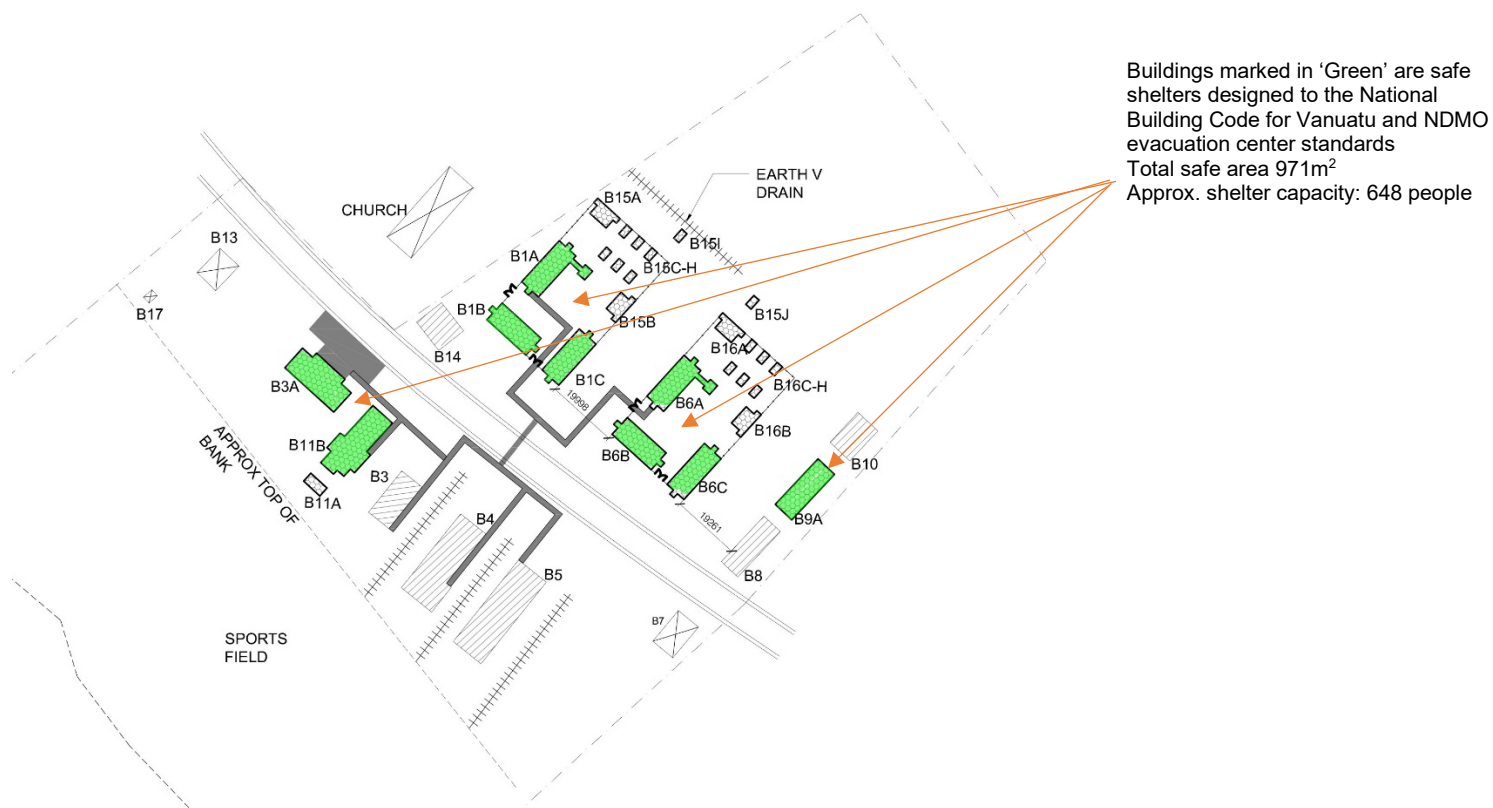 Buildings marked in ‘Green’ are safe
shelters designed to the National
Building Code for Vanuatu and NDMO
evacuation center standards
Total safe area 971m²
Approx. shelter capacity: 648 people
EARTH V
DRAIN
CHURCH
B15A
B13
B15I
B1A
B15C-H
B17
B1B
B15B
B15J
B14
B16A
B3A
B1C
B16C-H
19998
B6A
B16B
APPROX TOP OF
BANK
B11B
B6B
B10
B3
B6C
B11A
B9A
B4
19261
B5
B8
B7
SPORTS
FIELD